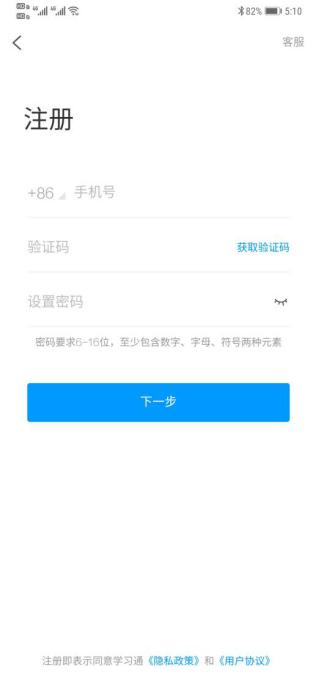 82% 5:10
客服
注册
+86 手机号
验证码 获取验证码
设置密码
密码要求6-16位，至少包含数字、字母、符号两种元素
下一步
注册即表示同意学习通《隐私政策》和《用户协议》